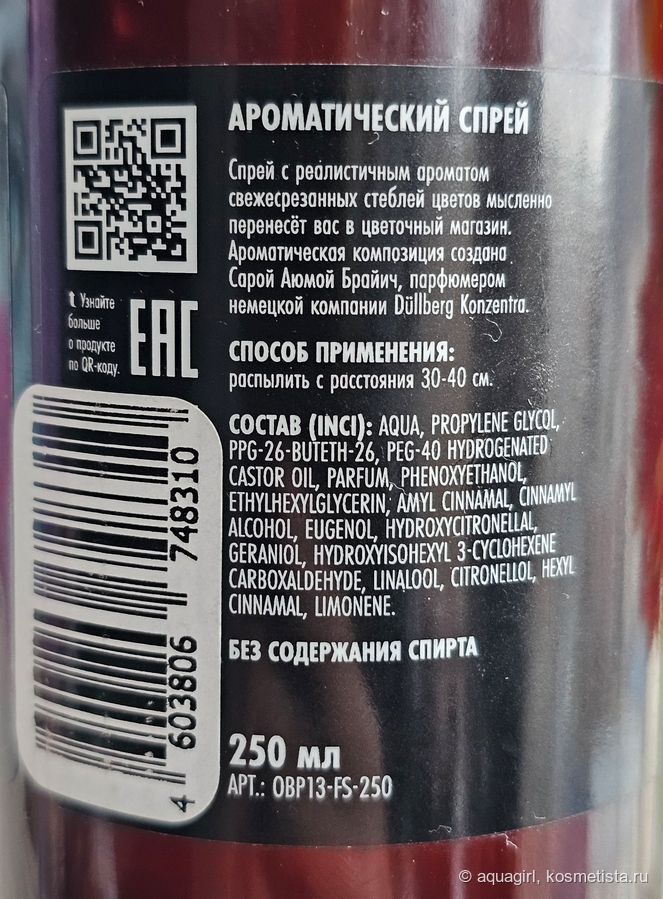 АРОМАТИЧЕСКИЙ СПРЕЙ
Спрей с реалистичным ароматом
свежесрезанных стеблей цветов мысленно
перенесёт вас в цветочный магазин.
Ароматическая композиция создана
Сарой Аюмой Брайич, парфюмером
немецкой компании Düllberg Konzentra.
Узнайте
больше
о продукте
по QR-коду.
EAC
СПОСОБ ПРИМЕНЕНИЯ:
распылить с расстояния 30-40 см.
СОСТАВ (INCI): AQUA, PROPYLENE GLYCOL,
PPG-26-BUTETH-26, PEG-40 HYDROGENATED
CASTOR OIL, PARFUM, PHENOXYETHANOL,
ETHYLHEXYLGLYCERIN, AMYL CINNAMAL, CINNAMYL
ALCOHOL, EUGENOL, HYDROXYCITRONELLAL,
GERANIOL, HYDROXYISOHEXYL 3-CYCLOHEXENE
CARBOXALDEHYDE, LINALOOL, CITRONELLOL, HEXYL
CINNAMAL, LIMONENE.
БЕЗ СОДЕРЖАНИЯ СПИРТА
250 мл
АРТ.: OBP13-FS-250
4 603806 748310
© aquagirl, kosmetista.ru